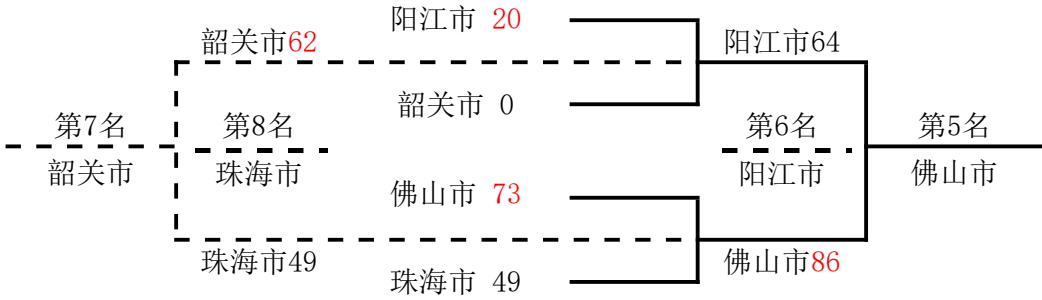 阳江市 20
韶关市62
阳江市64
韶关市 0
第7名
第8名
第6名
第5名
韶关市
珠海市
阳江市
佛山市
佛山市 73
珠海市49
佛山市86
珠海市 49